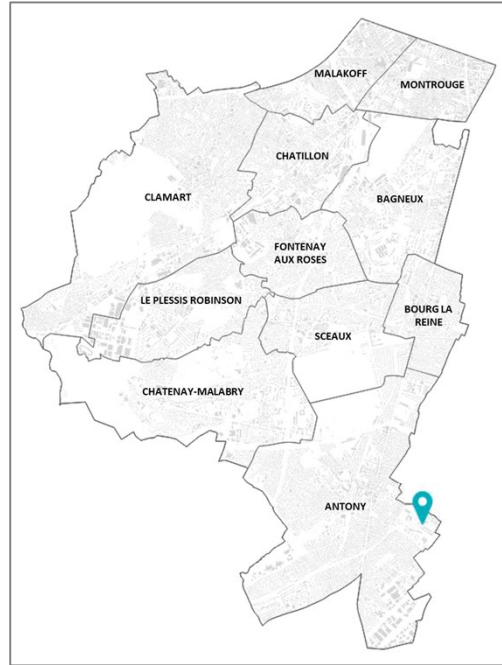 MALAKOFF
MONTROUGE
CHATILLON
CLAMART
BAGNEUX
FONTENAY
AUX ROSES
LE PLESSIS ROBINSON
BOURG LA
REINE
SCEAUX
CHATENAY-MALABRY
ANTONY